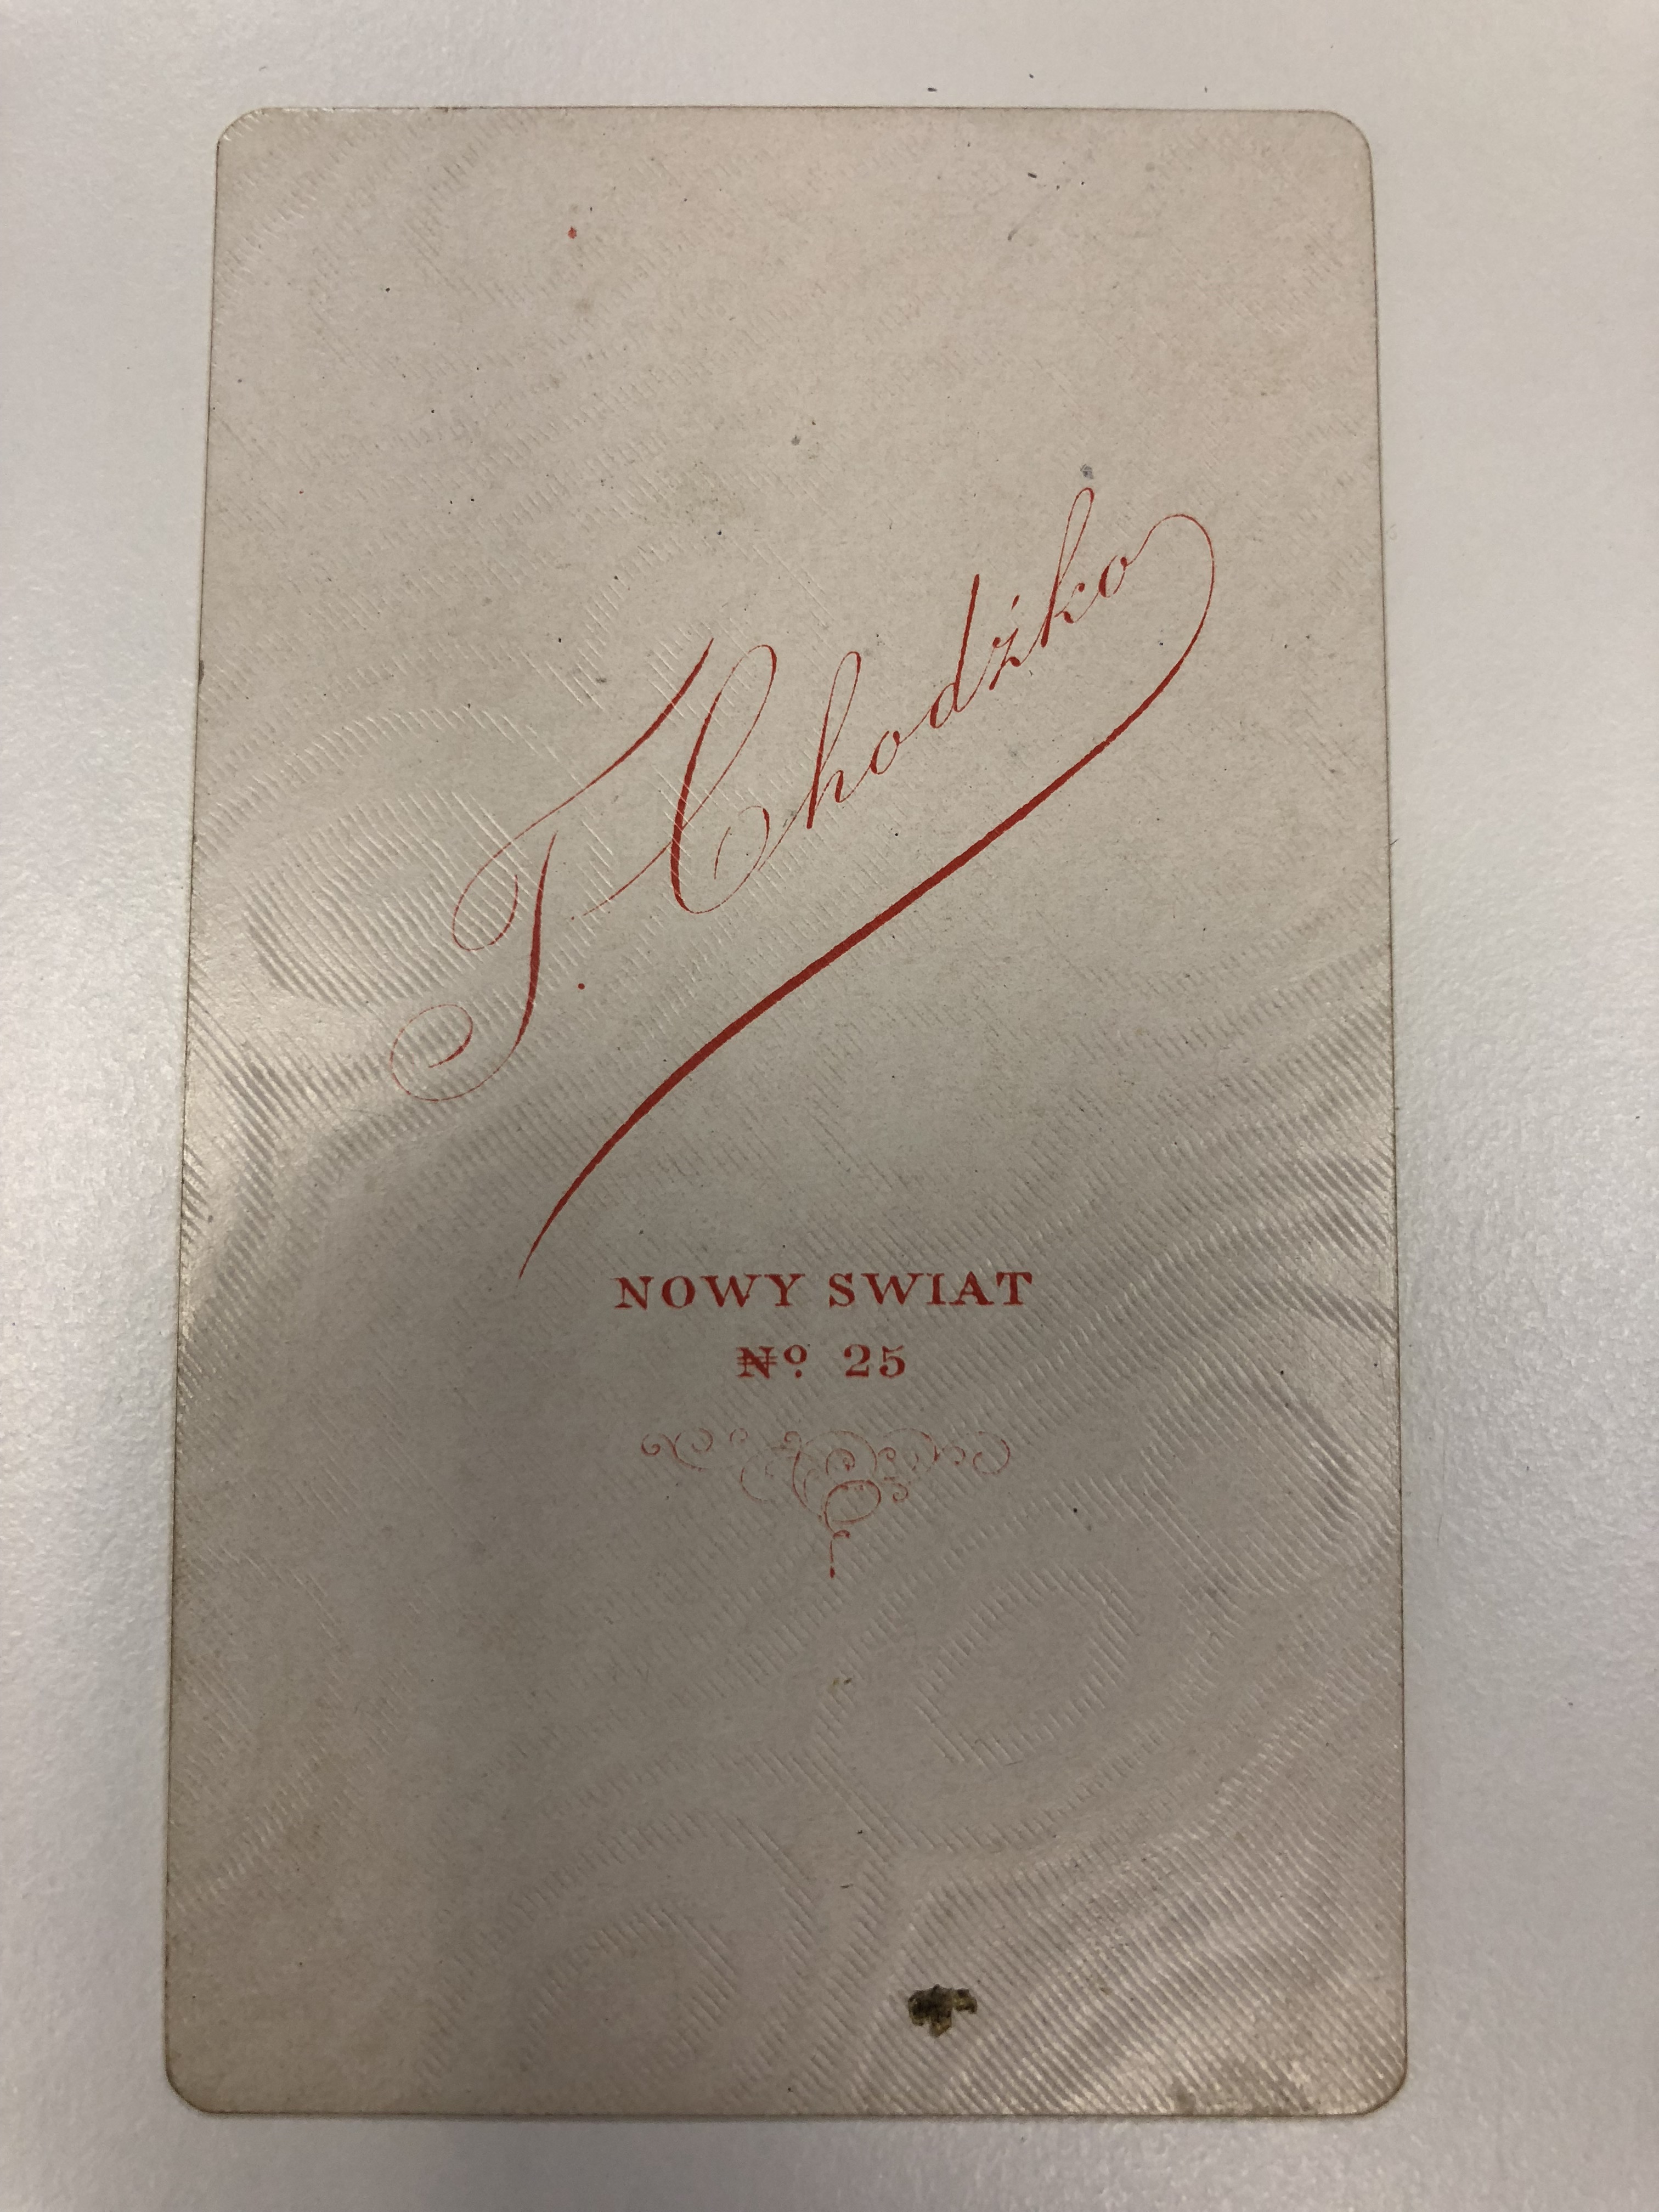 T. Chodźko
NOWY SWIAT
No. 25